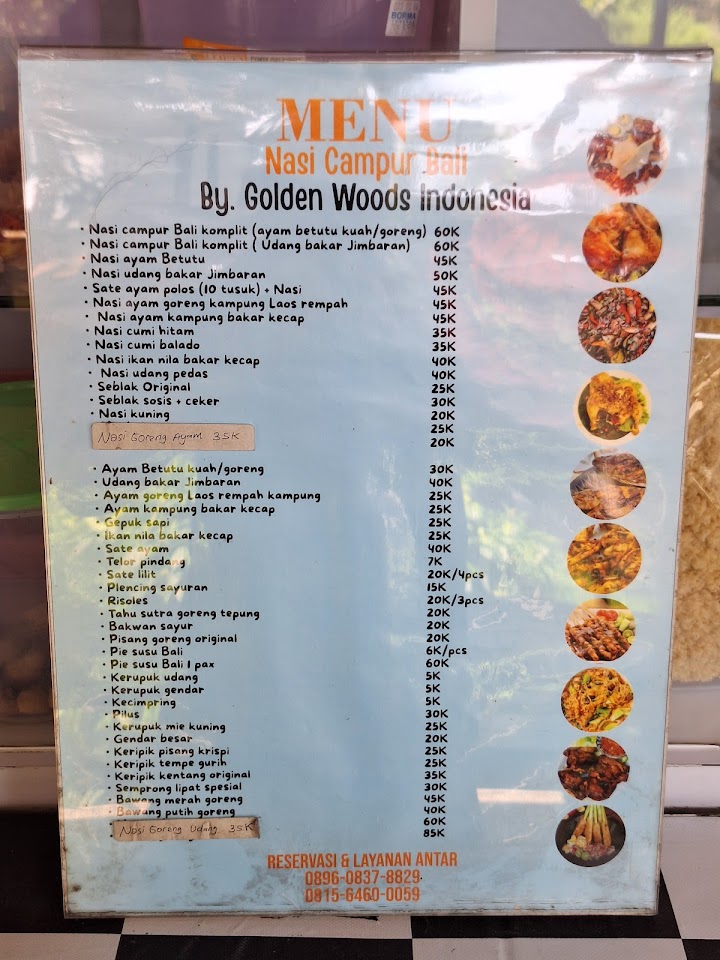 BORMA
MENU
Nasi Campur Bali
By. Golden Woods Indonesia
• Nasi campur Bali komplit (ayam betutu kuah/goreng) 60K
• Nasi campur Bali komplit ( Udang bakar Jimbaran) 60K
• Nasi ayam Betutu 45K
• Nasi udang bakar Jimbaran 50K
• Sate ayam polos (10 tusuk) + Nasi 45K
• Nasi ayam goreng kampung Laos rempah 45K
• Nasi ayam kampung bakar kecap 45K
• Nasi cumi hitam 35K
• Nasi cumi balado 35K
• Nasi ikan nila bakar kecap 40K
• Nasi udang pedas 40K
• Seblak Original 25K
• Seblak sosis + ceker 30K
• Nasi kuning 20K
25K
Nasi Goreng Ayam 35K
20K
• Ayam Betutu kuah/goreng 30K
• Udang bakar Jimbaran 40K
• Ayam goreng Laos rempah kampung 25K
• Ayam kampung bakar kecap 25K
• Gepuk sapi 25K
• Ikan nila bakar kecap 25K
• Sate ayam 40K
• Telor pindang 7K
• Sate lilit 20K/4pcs
• Plencing sayuran 15K
• Risoles 20K/3pcs
• Tahu sutra goreng tepung 20K
• Bakwan sayur 20K
• Pisang goreng original 20K
• Pie susu Bali 6K/pcs
• Pie susu Bali 1 pax 60K
• Kerupuk udang 5K
• Kerupuk gendar 5K
• Kecimpring 5K
• Pilus 30K
• Kerupuk mie kuning 25K
• Gendar besar 20K
• Keripik pisang krispi 25K
• Keripik tempe gurih 25K
• Keripik kentang original 35K
• Semprong lipat spesial 30K
• Bawang merah goreng 45K
• Bawang putih goreng 40K
60K
Nasi Goreng Udang 35K
85K
RESERVASI & LAYANAN ANTAR
0896-0837-8829
0815-6460-0059